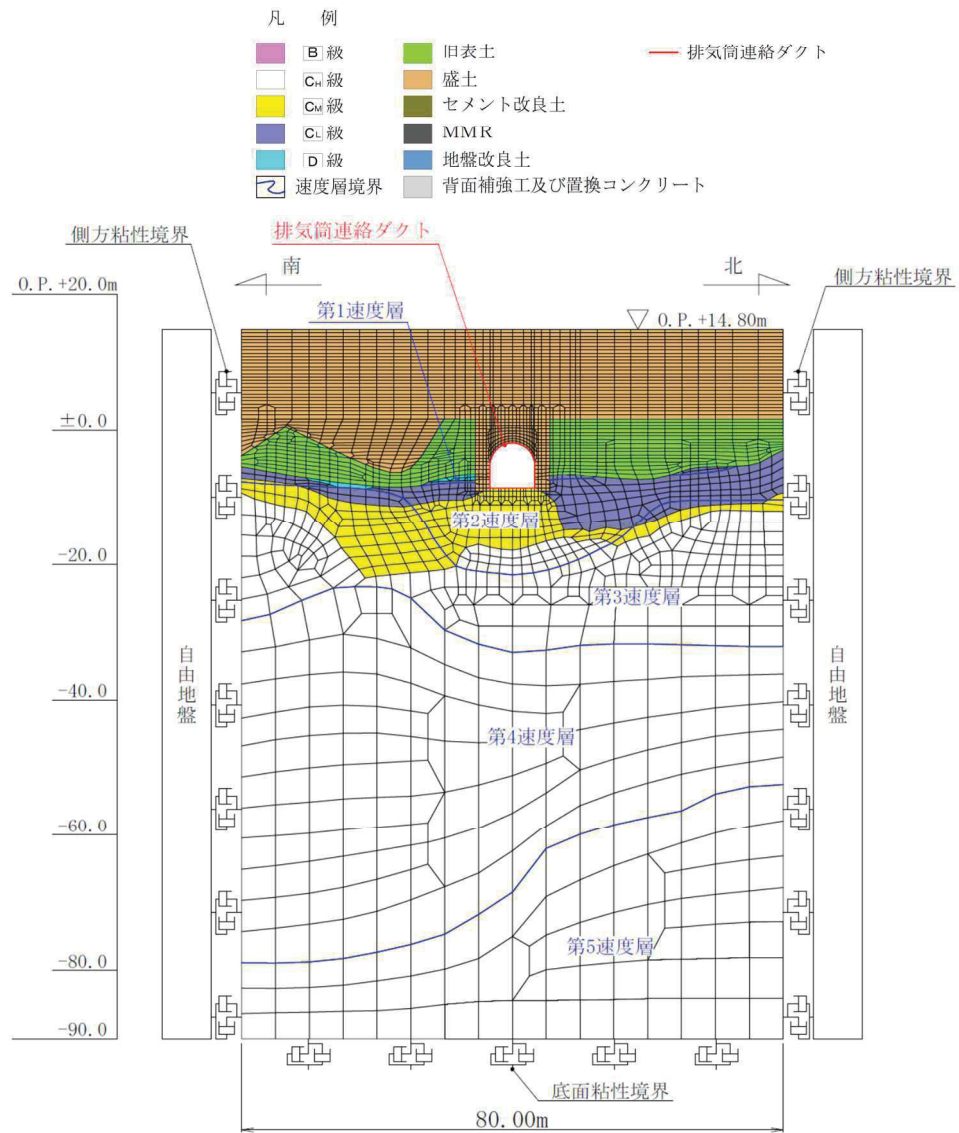 凡 例
B 級
CH 級
CM 級
CL 級
D 級
速度層境界
旧表土
盛土
セメント改良土
MMR
地盤改良土
背面補強工及び置換コンクリート
排気筒連絡ダクト
側方粘性境界
排気筒連絡ダクト
側方粘性境界
南
北
O.P.+20.0m
第1速度層
O.P.+14.80m
±0.0
第2速度層
-20.0
第3速度層
自由地盤
自由地盤
-40.0
第4速度層
-60.0
第5速度層
-80.0
-90.0
底面粘性境界
80.00m